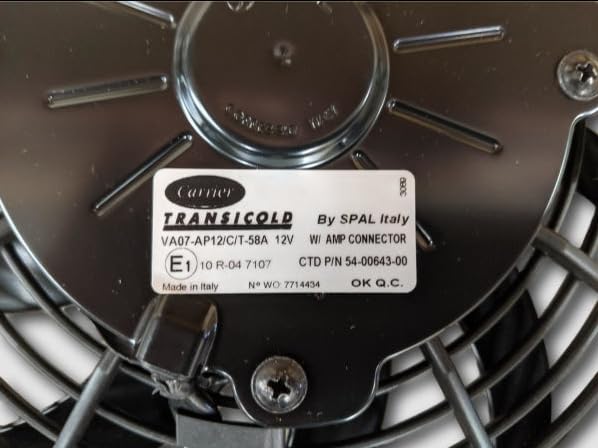 Carrier
TRANSICOLD By SPAL Italy
VA07-AP12/C/T-58A 12V W/ AMP CONNECTOR
E1 10 R-04 7107 CTD P/N 54-00643-00
Made in Italy Nº WO: 7714434 OK Q.C.